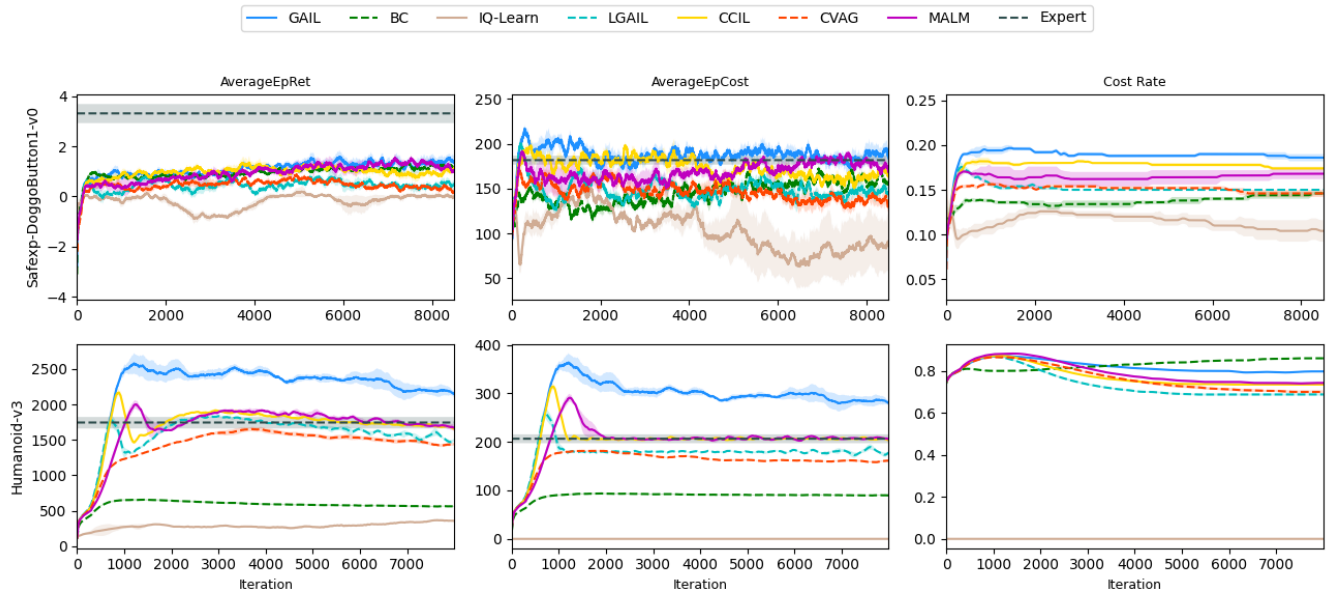 GAIL BC IQ-Learn LGAIL CCIL CVAG MALM Expert
AverageEpRet AverageEpCost Cost Rate
Safexp-DoggoButton1-v0
4
2
0
−2
−4
0 2000 4000 6000 8000
250
200
150
100
50
0 2000 4000 6000 8000
0.25
0.20
0.15
0.10
0.05
0 2000 4000 6000 8000
Humanoid-v3
2500
2000
1500
1000
500
0
0 1000 2000 3000 4000 5000 6000 7000
Iteration
400
300
200
100
0
0 1000 2000 3000 4000 5000 6000 7000
Iteration
0.8
0.6
0.4
0.2
0.0
0 1000 2000 3000 4000 5000 6000 7000
Iteration